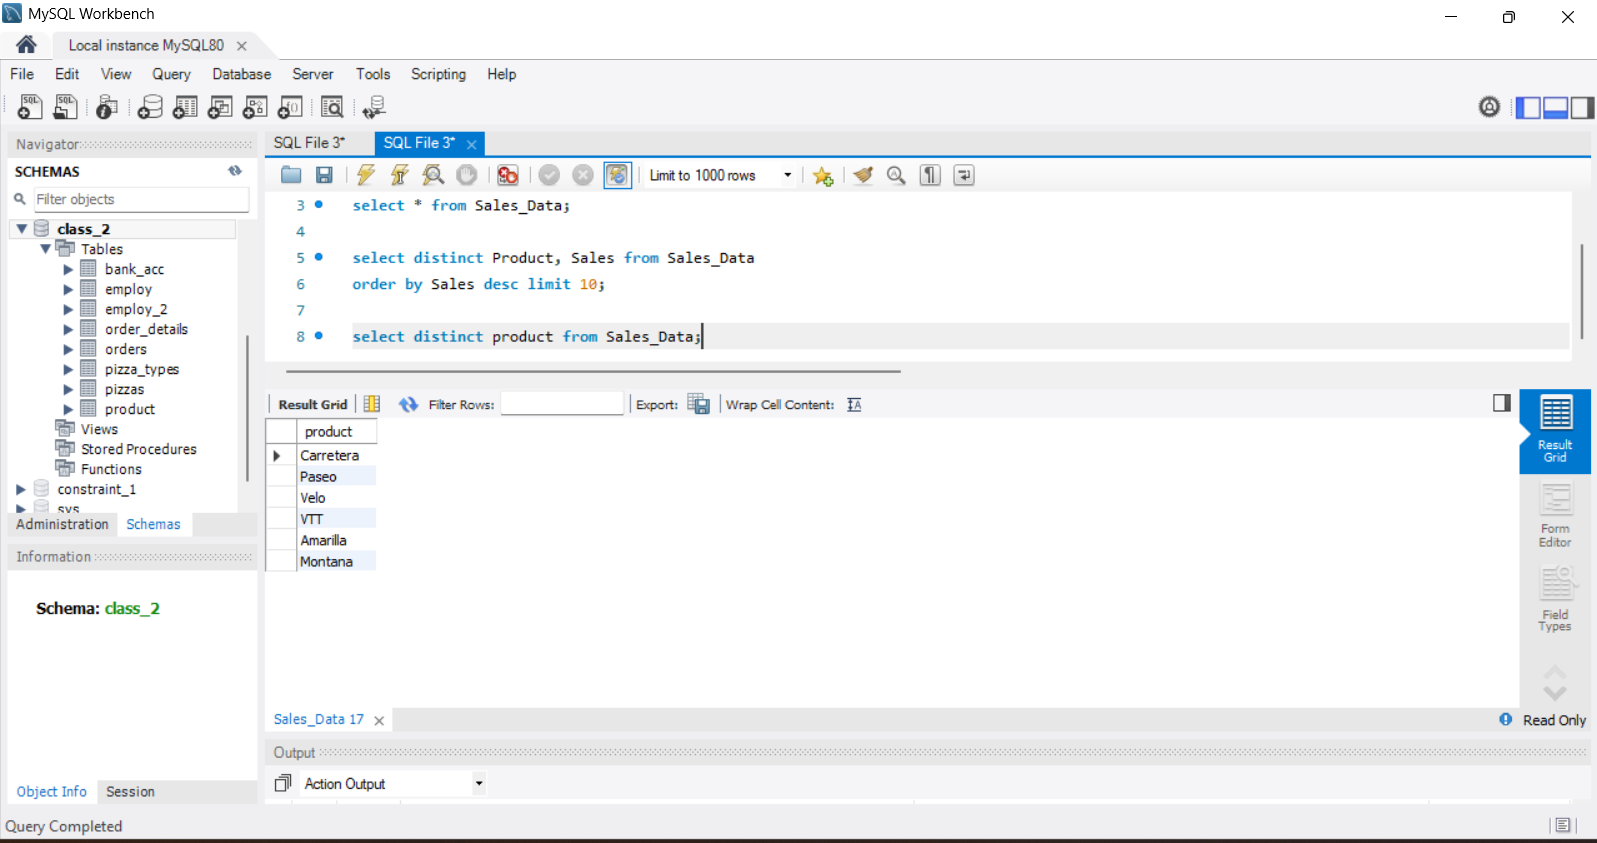 MySQL Workbench
Local instance MySQL80
File Edit View Query Database Server Tools Scripting Help
Navigator
SCHEMAS
Filter objects
class_2
Tables
bank_acc
employ
employ_2
order_details
orders
pizza_types
pizzas
product
Views
Stored Procedures
Functions
constraint_1
sys
Administration Schemas
Information
Schema: class_2
Object Info Session
SQL File 3* SQL File 3*
Limit to 1000 rows
3 select * from Sales_Data;
4
5 select distinct Product, Sales from Sales_Data
6 order by Sales desc limit 10;
7
8 select distinct product from Sales_Data;
Result Grid Filter Rows: Export: Wrap Cell Content:
product
Carretera
Paseo
Velo
VTT
Amarilla
Montana
Result
Grid
Form
Editor
Field
Types
Sales_Data 17
Read Only
Output
Action Output
Query Completed